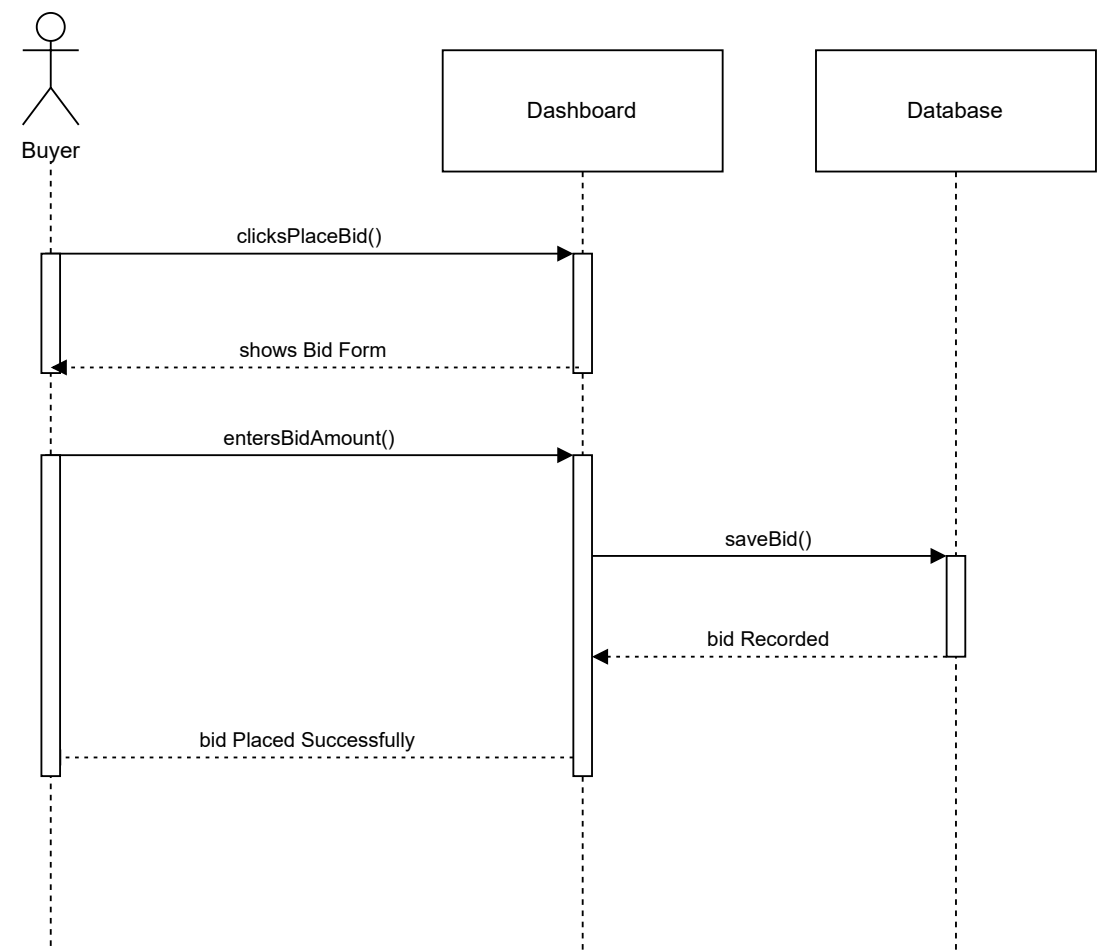 Buyer
Dashboard
Database
clicksPlaceBid()
shows Bid Form
entersBidAmount()
saveBid()
bid Recorded
bid Placed Successfully